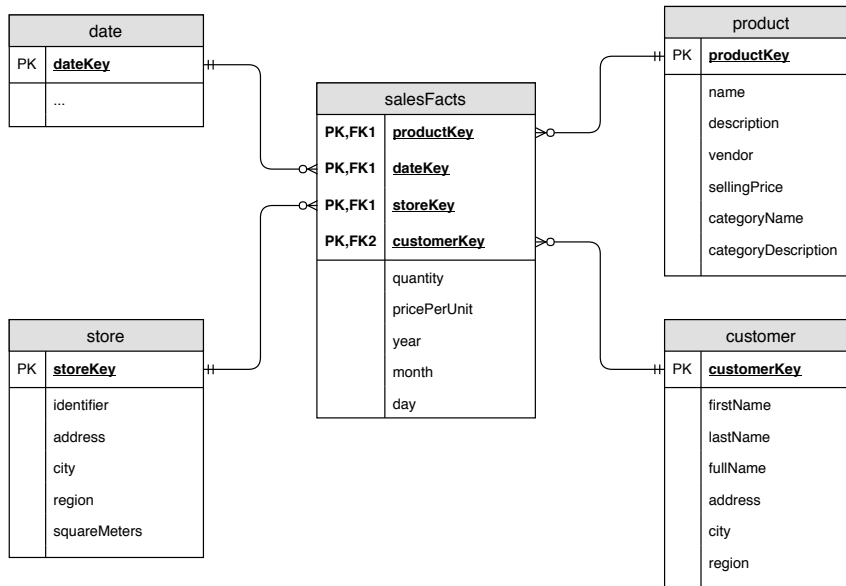 date
PK dateKey
...
product
PK productKey
name
description
vendor
sellingPrice
categoryName
categoryDescription
salesFacts
PK,FK1 productKey
PK,FK1 dateKey
PK,FK1 storeKey
PK,FK2 customerKey
quantity
pricePerUnit
year
month
day
store
PK storeKey
identifier
address
city
region
squareMeters
customer
PK customerKey
firstName
lastName
fullName
address
city
region